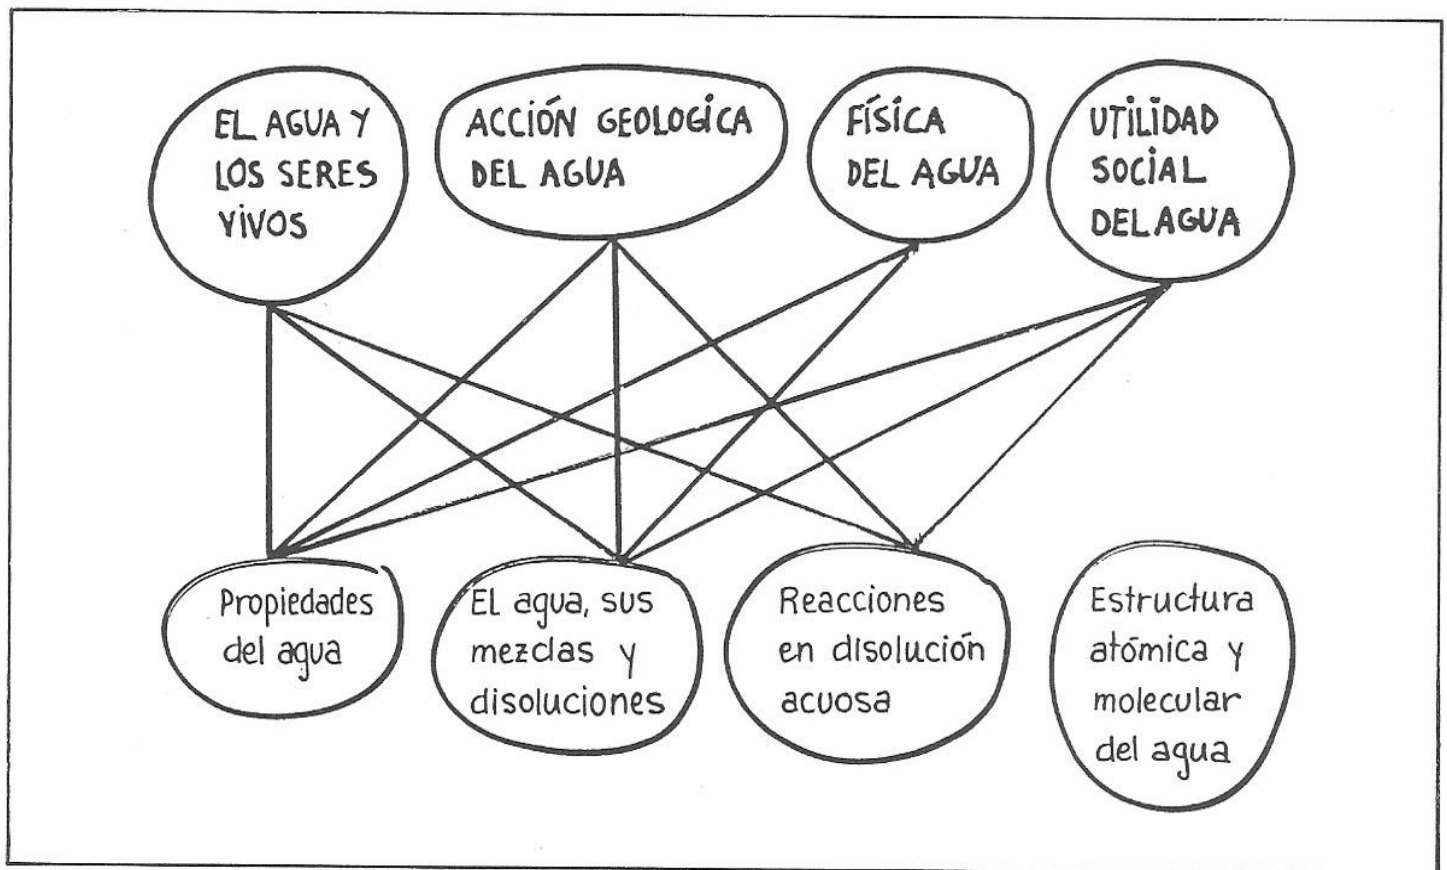 EL AGUA Y
LOS SERES
VIVOS
ACCIÓN GEOLOGICA
DEL AGUA
FÍSICA
DEL AGUA
UTILIDAD
SOCIAL
DEL AGUA
Propiedades
del agua
EL agua, sus
mezclas y
disoluciones
Reacciones
en disolución
acuosa
Estructura
atómica y
molecular
del agua